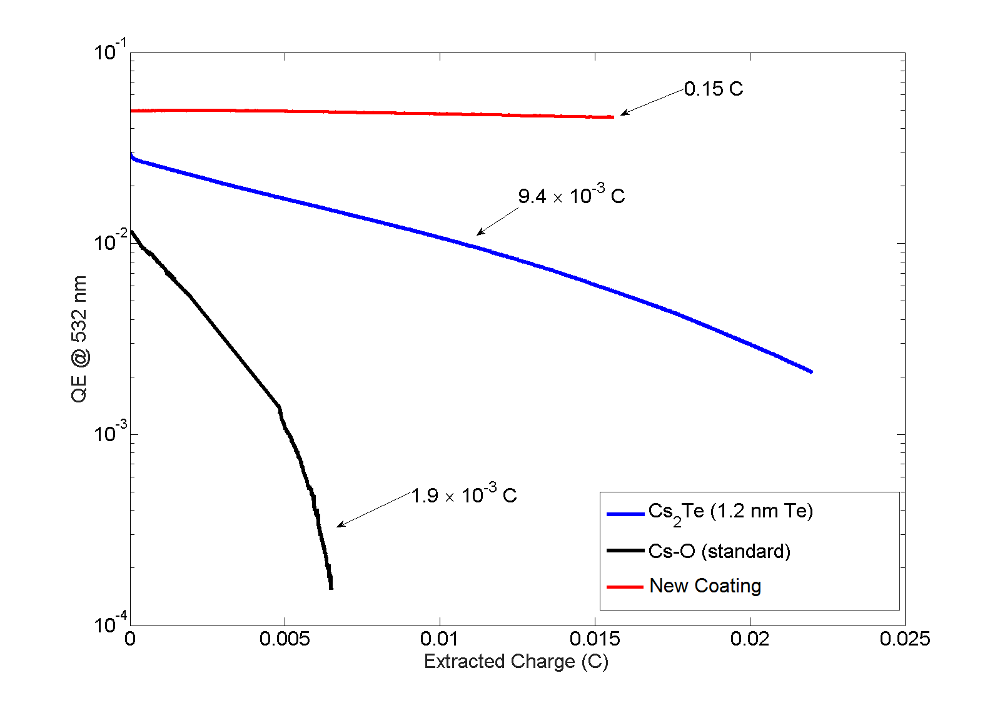 10⁻¹
0.15 C
9.4 × 10⁻³ C
10⁻²
QE @ 532 nm
10⁻³
1.9 × 10⁻³ C
Cs₂Te (1.2 nm Te)
Cs-O (standard)
New Coating
10⁻⁴
0 0.005 0.01 0.015 0.02 0.025
Extracted Charge (C)